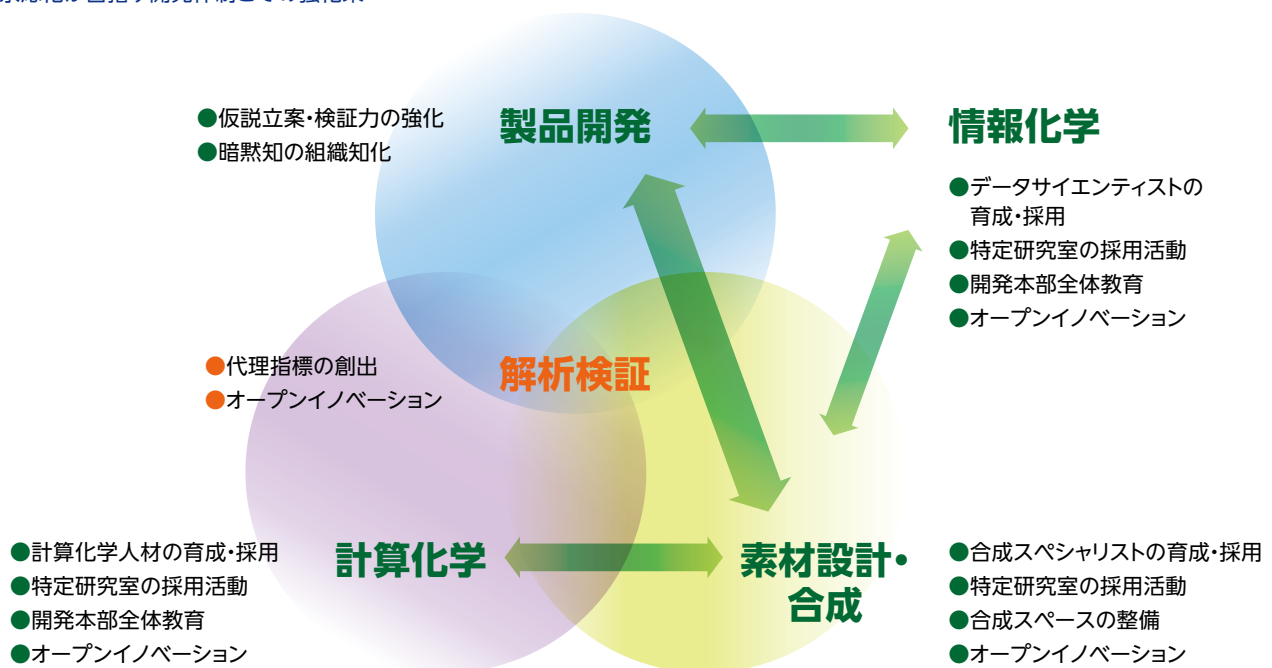 ●仮説立案・検証力の強化
●暗黙知の組織知化
製品開発
情報化学
●データサイエンティストの
育成・採用
●特定研究室の採用活動
●開発本部全体教育
●オープンイノベーション
●代理指標の創出
●オープンイノベーション
解析検証
●計算化学人材の育成・採用
●特定研究室の採用活動
●開発本部全体教育
●オープンイノベーション
計算化学
素材設計・
合成
●合成スペシャリストの育成・採用
●特定研究室の採用活動
●合成スペースの整備
●オープンイノベーション